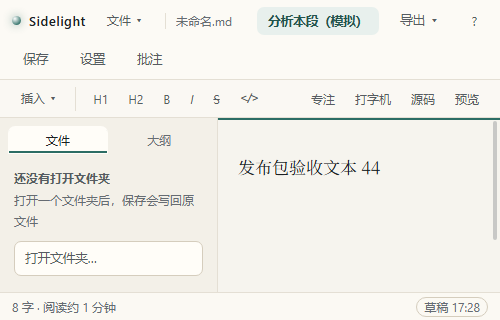 Sidelight 文件 ▾ 未命名.md 分析本段（模拟） 导出 ▾ ?
保存 设置 批注
插入 ▾ H1 H2 B I S </> 专注 打字机 源码 预览
文件 大纲
还没有打开文件夹
打开一个文件夹后，保存会写回原
文件
打开文件夹...
发布包验收文本 44
8 字 · 阅读约 1 分钟 草稿 17:28